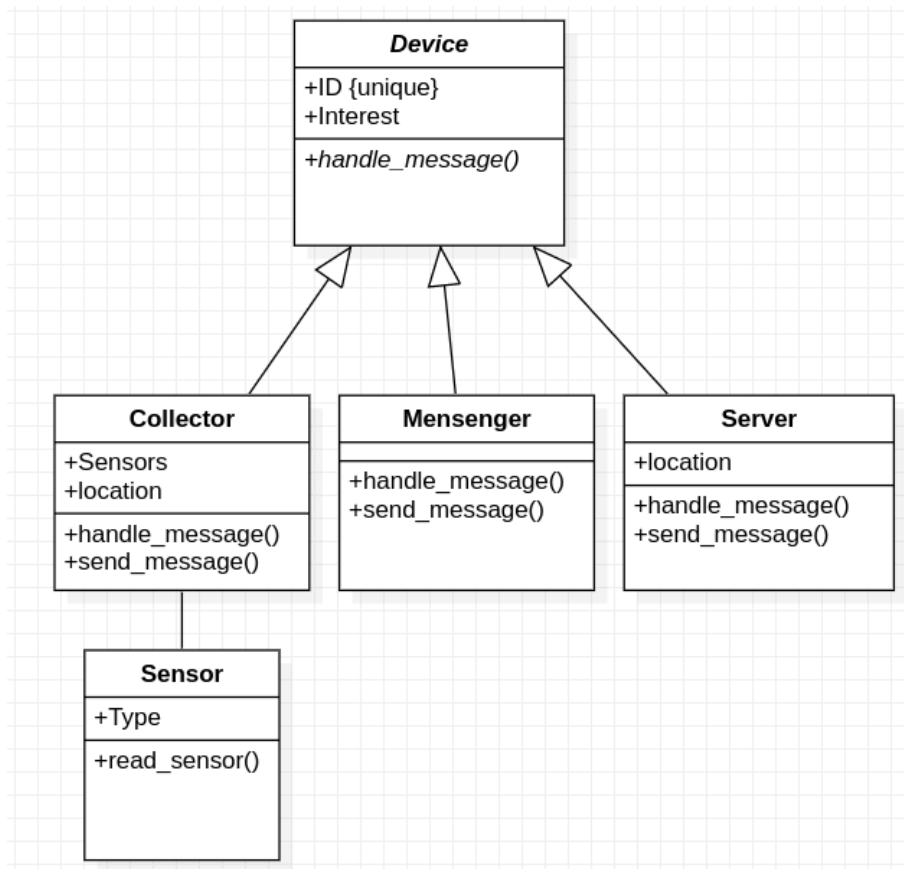 Device
+ID {unique}
+Interest
+handle_message()
Collector
+Sensors
+location
+handle_message()
+send_message()
Mensenger
+handle_message()
+send_message()
Server
+location
+handle_message()
+send_message()
Sensor
+Type
+read_sensor()